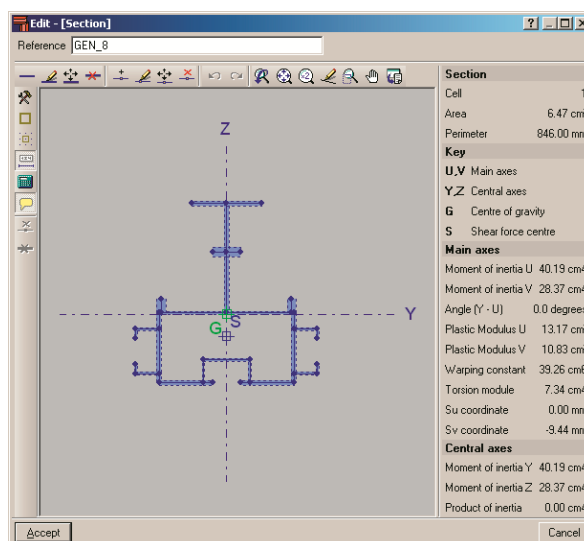 Edit - [Section]
Reference GEN_8
Section
Cell 1
Area 6.47 cm
Perimeter 846.00 mm
Key
U,V Main axes
Y,Z Central axes
G Centre of gravity
S Shear force centre
Main axes
Moment of inertia U 40.19 cm4
Moment of inertia V 28.37 cm4
Angle (Y - U) 0.0 degrees
Plastic Modulus U 13.17 cm
Plastic Modulus V 10.83 cm
Warping constant 39.26 cm6
Torsion module 7.34 cm4
Su coordinate 0.00 mm
Sv coordinate -9.44 mm
Central axes
Moment of inertia Y 40.19 cm4
Moment of inertia Z 28.37 cm4
Product of inertia 0.00 cm4
Z
Y
G S
Accept
Cancel